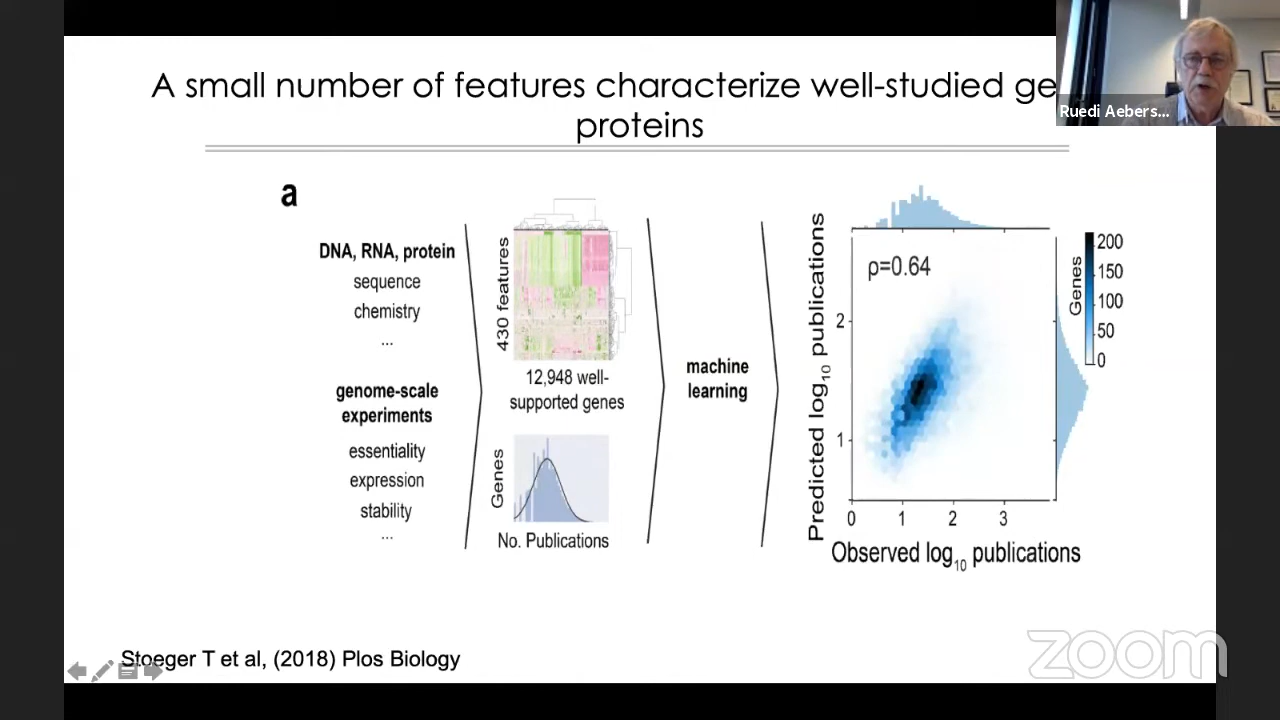 A small number of features characterize well-studied ge
proteins
Ruedi Aebers...
a
DNA, RNA, protein
sequence
chemistry
...
genome-scale
experiments
essentiality
expression
stability
...
430 features
12,948 well-
supported genes
Genes
No. Publications
machine
learning
Predicted log10 publications
ρ=0.64
2
1
0 1 2 3
Observed log10 publications
Genes
200
150
100
50
0
Stoeger T et al, (2018) Plos Biology
zoom